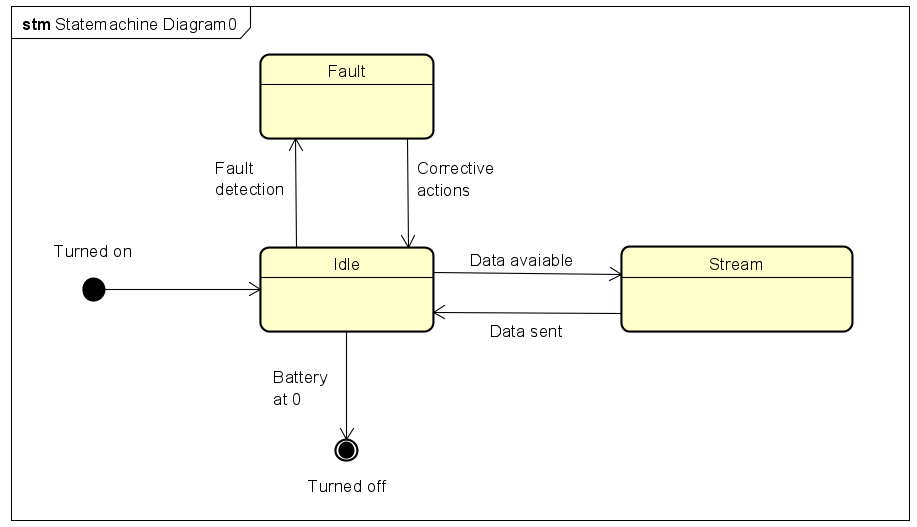 stm Statemachine Diagram0
Fault
Fault
detection
Corrective
actions
Turned on
Idle
Data avaiable
Stream
Data sent
Battery
at 0
Turned off